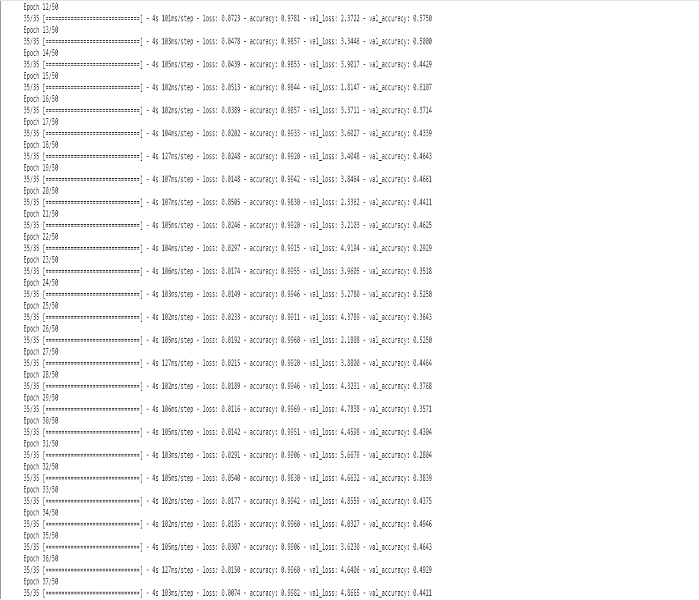 Epoch 12/50
35/35 [==============================] - 4s 101ms/step - loss: 0.0723 - accuracy: 0.9781 - val_loss: 2.3722 - val_accuracy: 0.5750
Epoch 13/50
35/35 [==============================] - 4s 103ms/step - loss: 0.0478 - accuracy: 0.9857 - val_loss: 3.3446 - val_accuracy: 0.5000
Epoch 14/50
35/35 [==============================] - 4s 105ms/step - loss: 0.0439 - accuracy: 0.9853 - val_loss: 3.9017 - val_accuracy: 0.4429
Epoch 15/50
35/35 [==============================] - 4s 102ms/step - loss: 0.0513 - accuracy: 0.9844 - val_loss: 1.8147 - val_accuracy: 0.6107
Epoch 16/50
35/35 [==============================] - 4s 102ms/step - loss: 0.0389 - accuracy: 0.9857 - val_loss: 3.3711 - val_accuracy: 0.3714
Epoch 17/50
35/35 [==============================] - 4s 104ms/step - loss: 0.0202 - accuracy: 0.9933 - val_loss: 3.6027 - val_accuracy: 0.4339
Epoch 18/50
35/35 [==============================] - 4s 127ms/step - loss: 0.0248 - accuracy: 0.9920 - val_loss: 3.4048 - val_accuracy: 0.4643
Epoch 19/50
35/35 [==============================] - 4s 107ms/step - loss: 0.0148 - accuracy: 0.9942 - val_loss: 3.8464 - val_accuracy: 0.4661
Epoch 20/50
35/35 [==============================] - 4s 107ms/step - loss: 0.0505 - accuracy: 0.9830 - val_loss: 2.3362 - val_accuracy: 0.4411
Epoch 21/50
35/35 [==============================] - 4s 105ms/step - loss: 0.0246 - accuracy: 0.9920 - val_loss: 3.2103 - val_accuracy: 0.4625
Epoch 22/50
35/35 [==============================] - 4s 104ms/step - loss: 0.0297 - accuracy: 0.9915 - val_loss: 4.9194 - val_accuracy: 0.2929
Epoch 23/50
35/35 [==============================] - 4s 106ms/step - loss: 0.0174 - accuracy: 0.9955 - val_loss: 3.9605 - val_accuracy: 0.3518
Epoch 24/50
35/35 [==============================] - 4s 103ms/step - loss: 0.0149 - accuracy: 0.9946 - val_loss: 3.2780 - val_accuracy: 0.5250
Epoch 25/50
35/35 [==============================] - 4s 102ms/step - loss: 0.0233 - accuracy: 0.9911 - val_loss: 4.3789 - val_accuracy: 0.3643
Epoch 26/50
35/35 [==============================] - 4s 105ms/step - loss: 0.0192 - accuracy: 0.9960 - val_loss: 2.1808 - val_accuracy: 0.5250
Epoch 27/50
35/35 [==============================] - 4s 127ms/step - loss: 0.0215 - accuracy: 0.9920 - val_loss: 3.8800 - val_accuracy: 0.4464
Epoch 28/50
35/35 [==============================] - 4s 102ms/step - loss: 0.0189 - accuracy: 0.9946 - val_loss: 4.3231 - val_accuracy: 0.3768
Epoch 29/50
35/35 [==============================] - 4s 106ms/step - loss: 0.0116 - accuracy: 0.9969 - val_loss: 4.7838 - val_accuracy: 0.3571
Epoch 30/50
35/35 [==============================] - 4s 105ms/step - loss: 0.0142 - accuracy: 0.9951 - val_loss: 4.4598 - val_accuracy: 0.4304
Epoch 31/50
35/35 [==============================] - 4s 103ms/step - loss: 0.0291 - accuracy: 0.9906 - val_loss: 5.6679 - val_accuracy: 0.2804
Epoch 32/50
35/35 [==============================] - 4s 105ms/step - loss: 0.0540 - accuracy: 0.9830 - val_loss: 4.6632 - val_accuracy: 0.3839
Epoch 33/50
35/35 [==============================] - 4s 102ms/step - loss: 0.0177 - accuracy: 0.9942 - val_loss: 4.8559 - val_accuracy: 0.4375
Epoch 34/50
35/35 [==============================] - 4s 102ms/step - loss: 0.0185 - accuracy: 0.9960 - val_loss: 4.0327 - val_accuracy: 0.4946
Epoch 35/50
35/35 [==============================] - 4s 105ms/step - loss: 0.0307 - accuracy: 0.9906 - val_loss: 3.6230 - val_accuracy: 0.4643
Epoch 36/50
35/35 [==============================] - 4s 127ms/step - loss: 0.0130 - accuracy: 0.9960 - val_loss: 4.6406 - val_accuracy: 0.4929
Epoch 37/50
35/35 [==============================] - 4s 103ms/step - loss: 0.0074 - accuracy: 0.9982 - val_loss: 4.8665 - val_accuracy: 0.4411